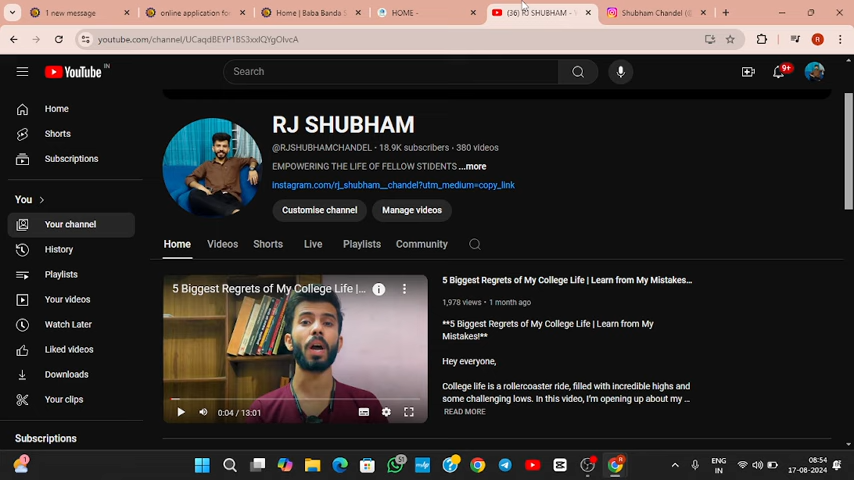 1 new message
online application for
Home | Baba Banda S
HOME -
(36) RJ SHUBHAM -
Shubham Chandel (@
youtube.com/channel/UCaqdBEYP1BS3xxlQYgOlvcA
YouTube IN
Search
9+
Home
Shorts
Subscriptions
You
Your channel
History
Playlists
Your videos
Watch Later
Liked videos
Downloads
Your clips
Subscriptions
RJ SHUBHAM
@RJSHUBHAMCHANDEL • 18.9K subscribers • 380 videos
EMPOWERING THE LIFE OF FELLOW STIDENTS ...more
instagram.com/rj_shubham__chandel?utm_medium=copy_link
Customise channel
Manage videos
Home Videos Shorts Live Playlists Community
5 Biggest Regrets of My College Life |...
0:04 / 13:01
5 Biggest Regrets of My College Life | Learn from My Mistakes...
1,978 views • 1 month ago
**5 Biggest Regrets of My College Life | Learn from My
Mistakes!**
Hey everyone,
College life is a rollercoaster ride, filled with incredible highs and
some challenging lows. In this video, I'm opening up about my ...
READ MORE
ENG
IN
08:54
17-08-2024